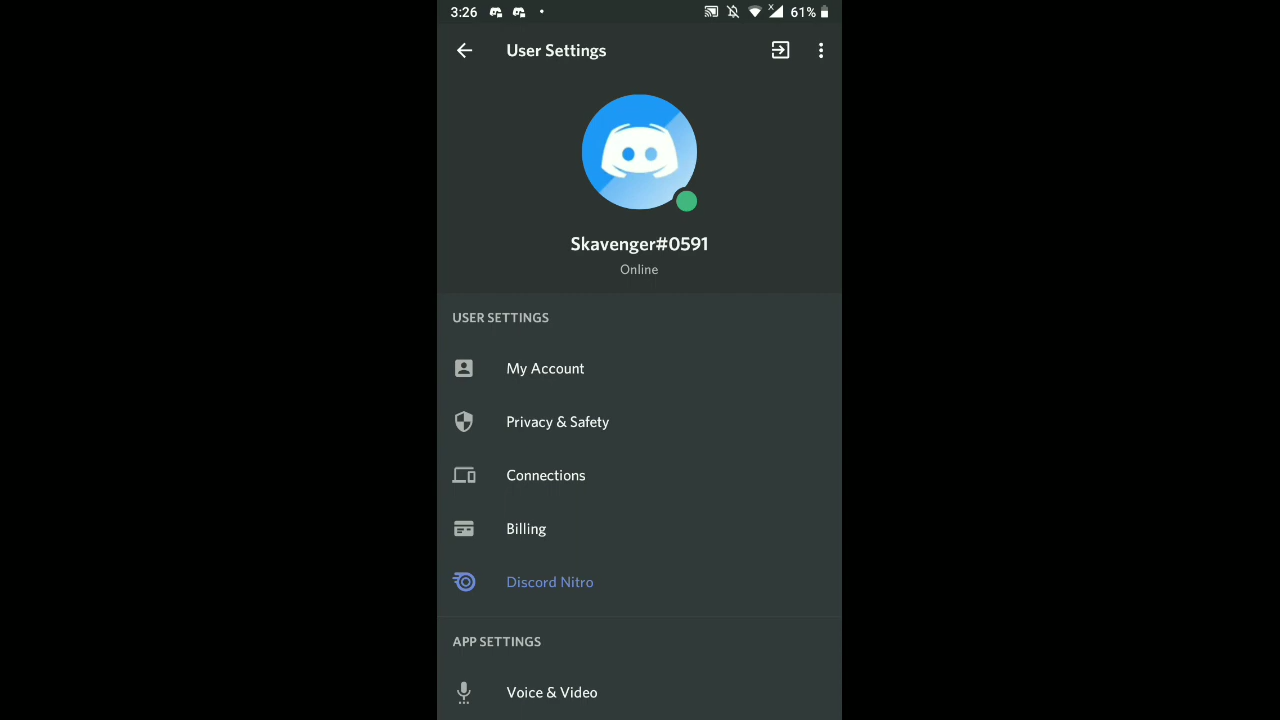 3:26 61%
User Settings
Skavenger#0591
Online
USER SETTINGS
My Account
Privacy & Safety
Connections
Billing
Discord Nitro
APP SETTINGS
Voice & Video